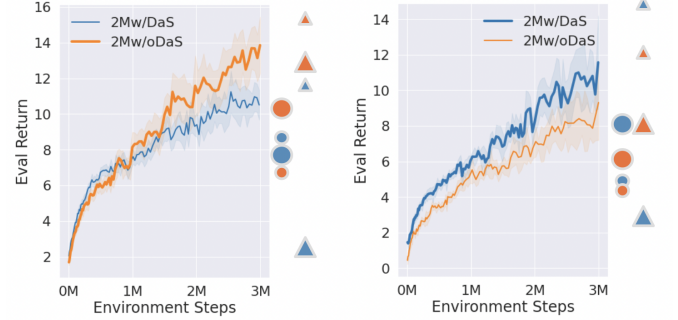 16
14
12
10
8
6
4
2
Eval Return
2Mw/DaS
2Mw/oDaS
0M 1M 2M 3M
Environment Steps
14
12
10
8
6
4
2
0
Eval Return
2Mw/DaS
2Mw/oDaS
0M 1M 2M 3M
Environment Steps